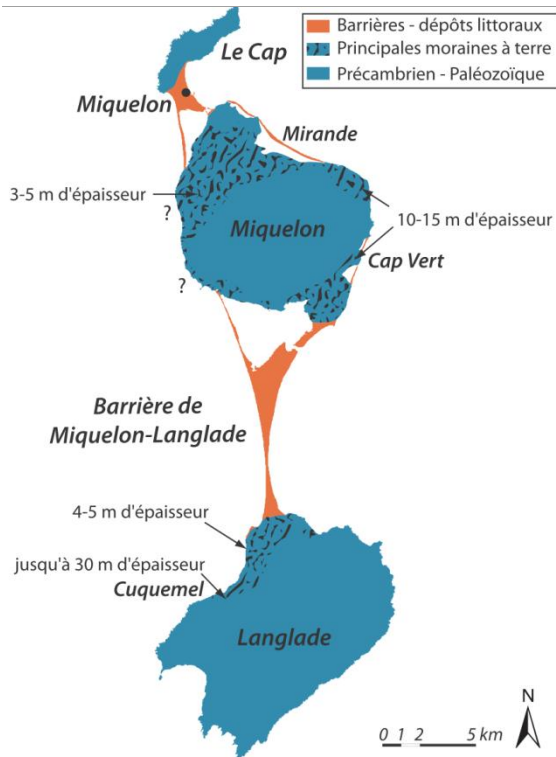 Barrières - dépôts littoraux
Principales moraines à terre
Précambrien - Paléozoïque
Le Cap
Miquelon
Mirande
3-5 m d'épaisseur
?
Miquelon
10-15 m d'épaisseur
Cap Vert
?
Barrière de
Miquelon-Langlade
4-5 m d'épaisseur
jusqu'à 30 m d'épaisseur
Cuquemel
Langlade
N
0 1 2 5 km